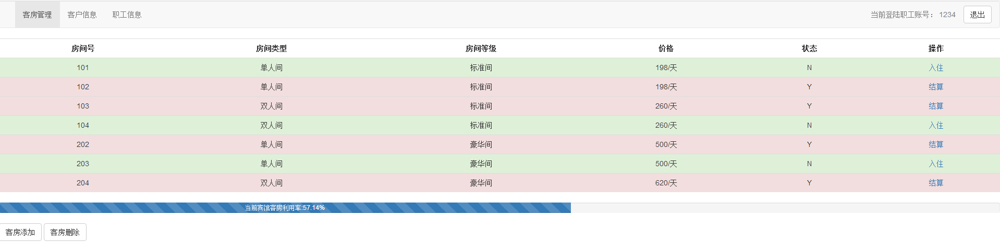 客房管理 客户信息 职工信息 当前登陆职工账号： 1234 退出
房间号 房间类型 房间等级 价格 状态 操作
101 单人间 标准间 198/天 N 入住
102 单人间 标准间 198/天 Y 结算
103 双人间 标准间 260/天 Y 结算
104 双人间 标准间 260/天 N 入住
202 单人间 豪华间 500/天 Y 结算
203 单人间 豪华间 500/天 N 入住
204 双人间 豪华间 620/天 Y 结算
当前宾馆客房利用率:57.14%
客房添加 客房删除